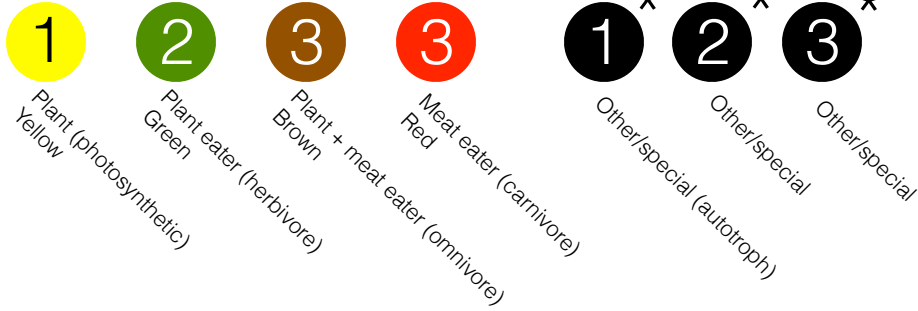 1 2 3 3 1* 2* 3*
Plant (photosynthetic)
Yellow
Plant eater (herbivore)
Green
Plant + meat eater (omnivore)
Brown
Meat eater (carnivore)
Red
Other/special (autotroph)
Other/special
Other/special